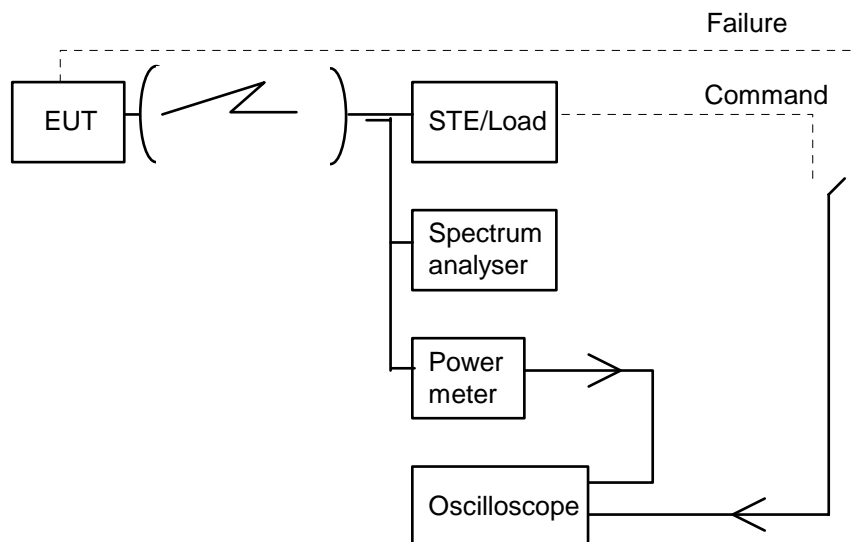 Failure
EUT
STE/Load
Command
Spectrum
analyser
Power
meter
Oscilloscope